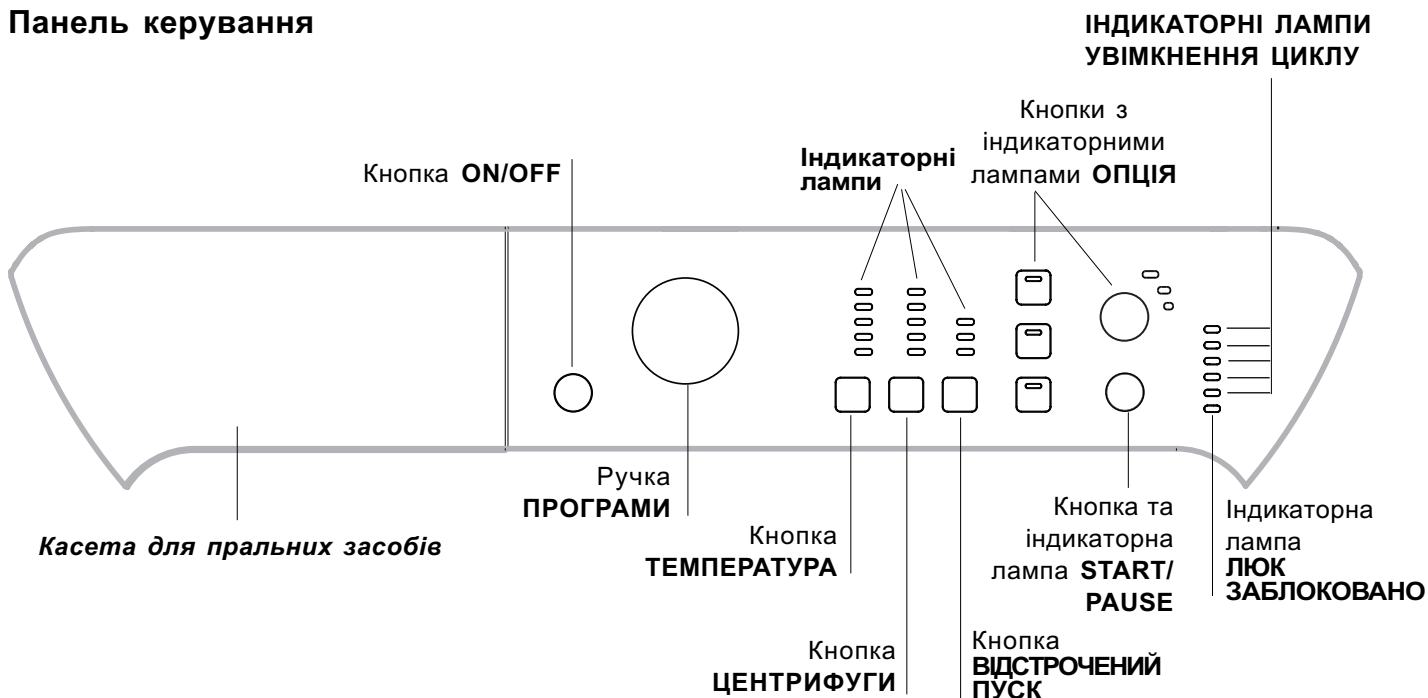 Панель керування
ІНДИКАТОРНІ ЛАМПИ
УВІМКНЕННЯ ЦИКЛУ
Кнопки з
індикаторними
лампами ОПЦІЯ
Індикаторні
лампи
Кнопка ON/OFF
Ручка
ПРОГРАМИ
Касета для пральних засобів
Кнопка
ТЕМПЕРАТУРА
Кнопка та
індикаторна
лампа START/
PAUSE
Індикаторна
лампа
ЛЮК
ЗАБЛОКОВАНО
Кнопка
ЦЕНТРИФУГИ
Кнопка
ВІДСТРОЧЕНИЙ
ПУСК